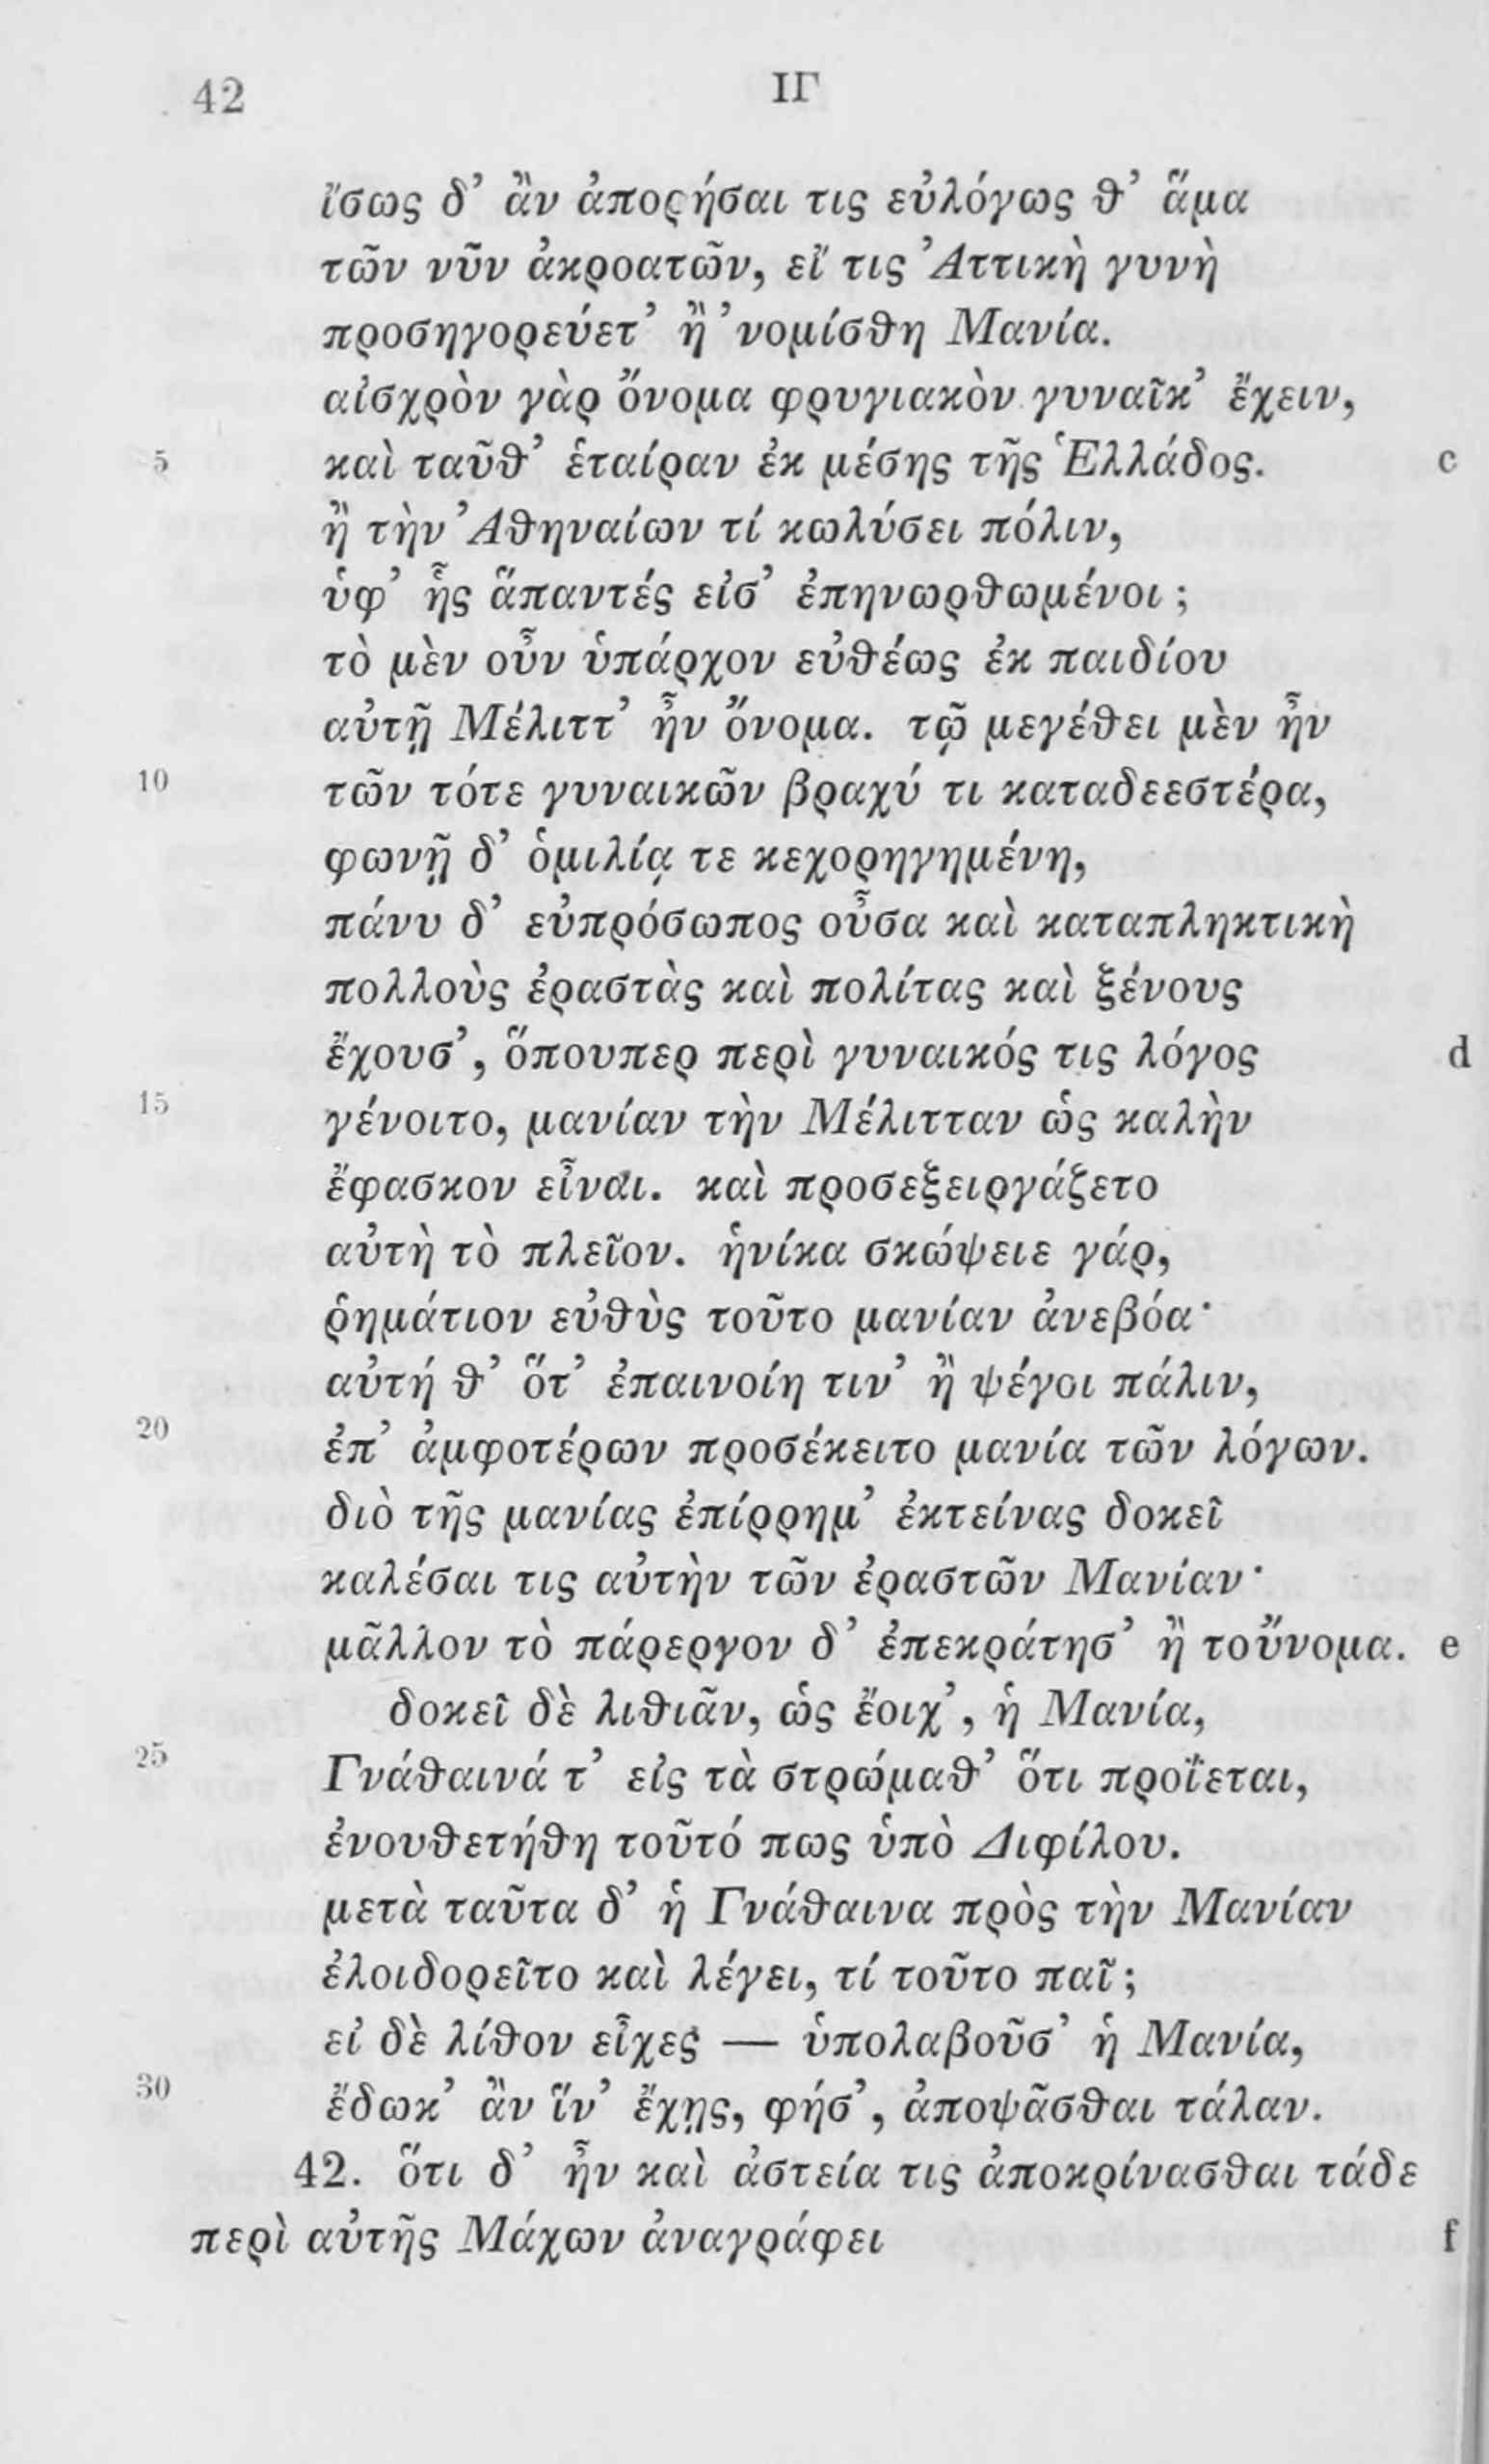 42 ΙΓ
ἴσως δ’ ἂν ἀπορήσαι τις εὐλόγως θ’ ἅμα
τῶν νῦν ἀκροατῶν, εἴ τις Ἀττικὴ γυνὴ
προσηγορεύετ’ ἢ ’νομίσθη Μανία.
αἰσχρὸν γὰρ ὄνομα φρυγιακὸν γυναῖκ’ ἔχειν,
5 καὶ ταῦθ’ ἑταίραν ἐκ μέσης τῆς Ἑλλάδος. c
ἢ τὴν Ἀθηναίων τί κωλύσει πόλιν,
ὑφ’ ἧς ἅπαντές εἰσ’ ἐπηνωρθωμένοι;
τὸ μὲν οὖν ὑπάρχον εὐθέως ἐκ παιδίου
αὐτῇ Μέλιττ’ ἦν ὄνομα. τῷ μεγέθει μὲν ἦν
10 τῶν τότε γυναικῶν βραχύ τι καταδεεστέρα,
φωνῇ δ’ ὁμιλίᾳ τε κεχορηγημένη,
πάνυ δ’ εὐπρόσωπος οὖσα καὶ καταπληκτικὴ
πολλοὺς ἐραστὰς καὶ πολίτας καὶ ξένους
ἔχουσ’, ὅπουπερ περὶ γυναικός τις λόγος d
15 γένοιτο, μανίαν τὴν Μέλιτταν ὡς καλὴν
ἔφασκον εἶναι. καὶ προσεξειργάζετο
αὐτὴ τὸ πλεῖον. ἡνίκα σκώψειε γάρ,
ῥημάτιον εὐθὺς τοῦτο μανίαν ἀνεβόα·
αὐτή θ’ ὅτ’ ἐπαινοίη τιν’ ἢ ψέγοι πάλιν,
20 ἐπ’ ἀμφοτέρων προσέκειτο μανία τῶν λόγων.
διὸ τῆς μανίας ἐπίρρημ’ ἐκτείνας δοκεῖ
καλέσαι τις αὐτὴν τῶν ἐραστῶν Μανίαν·
μᾶλλον τὸ πάρεργον δ’ ἐπεκράτησ’ ἢ τοὔνομα. e
δοκεῖ δὲ λιθιᾶν, ὡς ἔοιχ’, ἡ Μανία,
25 Γνάθαινά τ’ εἰς τὰ στρώμαθ’ ὅτι προΐεται,
ἐνουθετήθη τοῦτό πως ὑπὸ Διφίλου.
μετὰ ταῦτα δ’ ἡ Γνάθαινα πρὸς τὴν Μανίαν
ἐλοιδορεῖτο καὶ λέγει, τί τοῦτο παῖ;
εἰ δὲ λίθον εἶχες — ὑπολαβοῦσ’ ἡ Μανία,
30 ἔδωκ’ ἂν ἵν’ ἔχῃς, φήσ’, ἀποψᾶσθαι τάλαν.
42. ὅτι δ’ ἦν καὶ ἀστεία τις ἀποκρίνασθαι τάδε
περὶ αὐτῆς Μάχων ἀναγράφει f